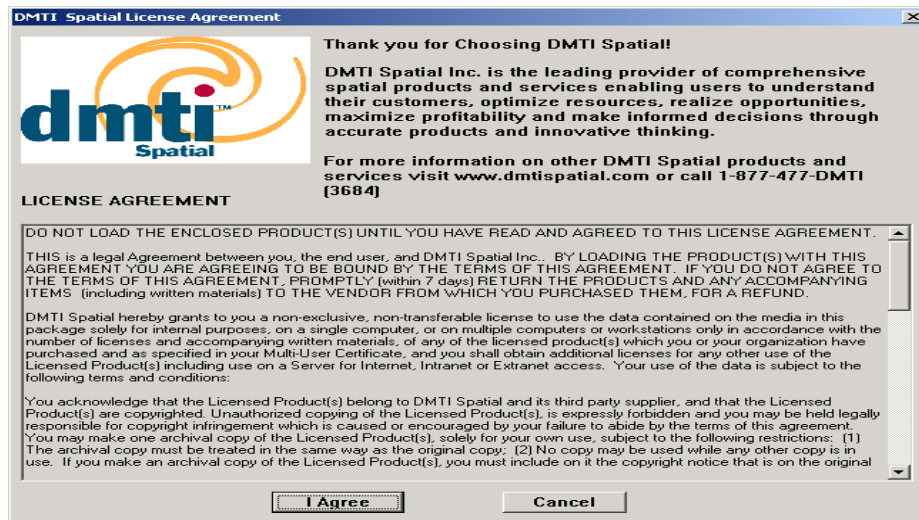 DMTI Spatial License Agreement
dmti™
Spatial
Thank you for Choosing DMTI Spatial!
DMTI Spatial Inc. is the leading provider of comprehensive
spatial products and services enabling users to understand
their customers, optimize resources, realize opportunities,
maximize profitability and make informed decisions through
accurate products and innovative thinking.
For more information on other DMTI Spatial products and
services visit www.dmtispatial.com or call 1-877-477-DMTI
(3684)
LICENSE AGREEMENT
DO NOT LOAD THE ENCLOSED PRODUCT(S) UNTIL YOU HAVE READ AND AGREED TO THIS LICENSE AGREEMENT.
THIS is a legal Agreement between you, the end user, and DMTI Spatial Inc.. BY LOADING THE PRODUCT(S) WITH THIS
AGREEMENT YOU ARE AGREEING TO BE BOUND BY THE TERMS OF THIS AGREEMENT. IF YOU DO NOT AGREE TO
THE TERMS OF THIS AGREEMENT, PROMPTLY (within 7 days) RETURN THE PRODUCTS AND ANY ACCOMPANYING
ITEMS (including written materials) TO THE VENDOR FROM WHICH YOU PURCHASED THEM, FOR A REFUND.
DMTI Spatial hereby grants to you a non-exclusive, non-transferable license to use the data contained on the media in this
package solely for internal purposes, on a single computer, or on multiple computers or workstations only in accordance with the
number of licenses and accompanying written materials, of any of the licensed product(s) which you or your organization have
purchased and as specified in your Multi-User Certificate, and you shall obtain additional licenses for any other use of the
Licensed Product(s) including use on a Server for Internet, Intranet or Extranet access. Your use of the data is subject to the
following terms and conditions:
You acknowledge that the Licensed Product(s) belong to DMTI Spatial and its third party supplier, and that the Licensed
Product(s) are copyrighted. Unauthorized copying of the Licensed Product(s), is expressly forbidden and you may be held legally
responsible for copyright infringement which is caused or encouraged by your failure to abide by the terms of this agreement.
You may make one archival copy of the Licensed Product(s), solely for your own use, subject to the following restrictions: (1)
The archival copy must be treated in the same way as the original copy; (2) No copy may be used while any other copy is in
use. If you make an archival copy of the Licensed Product(s), you must include on it the copyright notice that is on the original
I Agree
Cancel